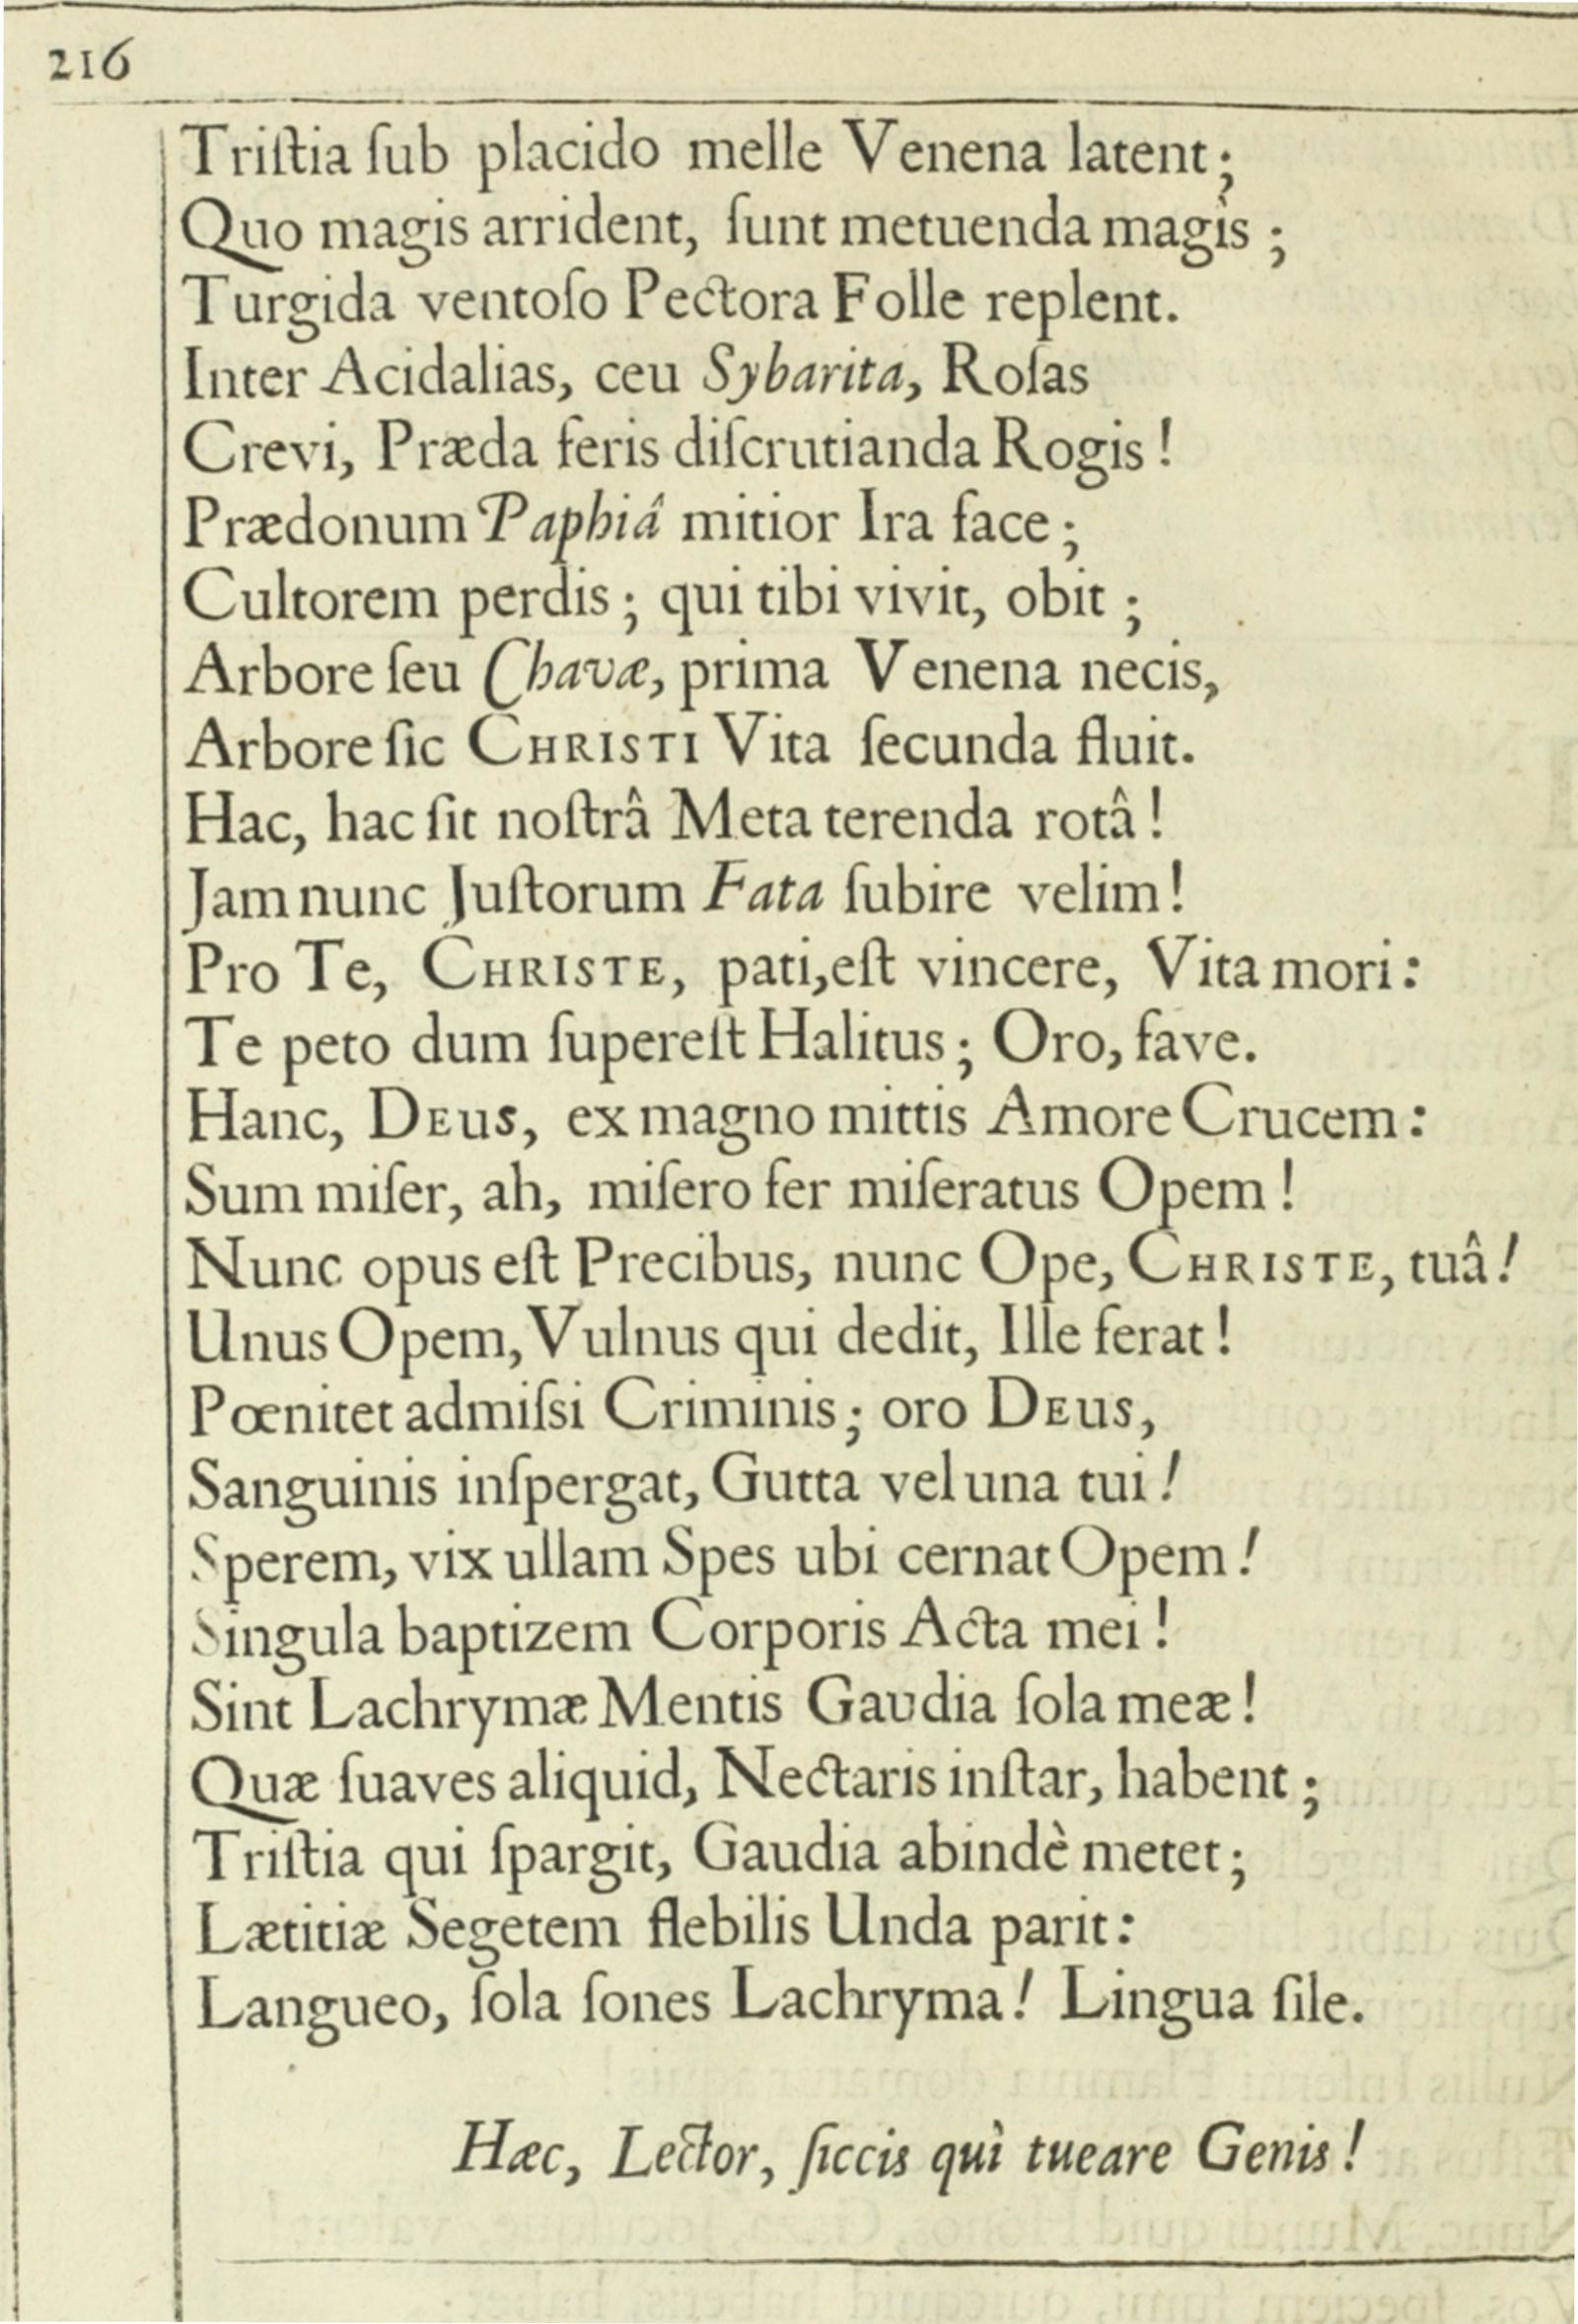 216
Triſtia ſub placido melle Venena latent;
Quo magis arrident, ſunt metuenda magìs;
Turgida ventoſo Pectora Folle replent.
Inter Acidalias, ceu Sybarita, Roſas
Crevi, Præda feris diſcrutianda Rogis!
Prædonum Paphiâ mitior Ira face;
Cultorem perdis; qui tibi vivit, obit;
Arbore ſeu Chavæ, prima Venena necis,
Arbore ſic CHRISTI Vita ſecunda fluit.
Hac, hac ſit noſtrâ Meta terenda rotâ!
Jam nunc Juſtorum Fata ſubire velim!
Pro Te, CHRISTE, pati, eſt vincere, Vita mori:
Te peto dum ſupereſt Halitus; Oro, fave.
Hanc, DEUS, ex magno mittis Amore Crucem:
Sum miſer, ah, miſero fer miſeratus Opem!
Nunc opus eſt Precibus, nunc Ope, CHRISTE, tuâ!
Unus Opem, Vulnus qui dedit, Ille ferat!
Pœnitet admiſsi Criminis; oro DEUS,
Sanguinis inſpergat, Gutta vel una tui!
Sperem, vix ullam Spes ubi cernat Opem!
Singula baptizem Corporis Acta mei!
Sint Lachrymæ Mentis Gaudia ſola meæ!
Quæ ſuaves aliquid, Nectaris inſtar, habent;
Triſtia qui ſpargit, Gaudia abindè metet;
Lætitiæ Segetem flebilis Unda parit:
Langueo, ſola ſones Lachryma! Lingua ſile.
Hæc, Lector, ſiccis quì tueare Genis!